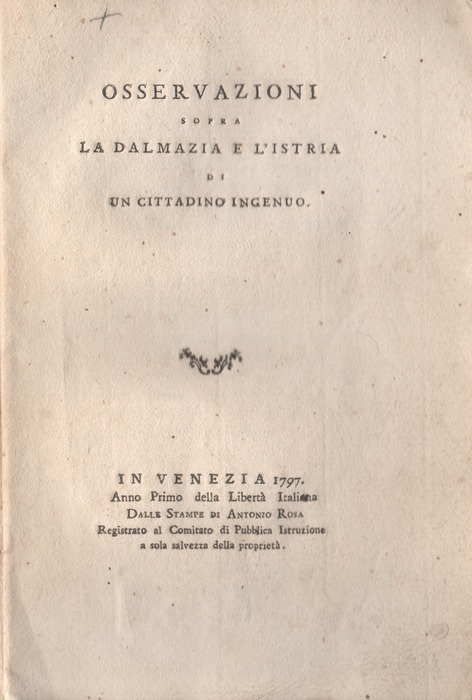 OSSERVAZIONI
SOPRA
LA DALMAZIA E L'ISTRIA
DI
UN CITTADINO INGENUO.
IN VENEZIA 1797.
Anno Primo della Libertà Italiana
DALLE STAMPE DI ANTONIO ROSA
Registrato al Comitato di Pubblica Istruzione
a sola salvezza della proprietà.